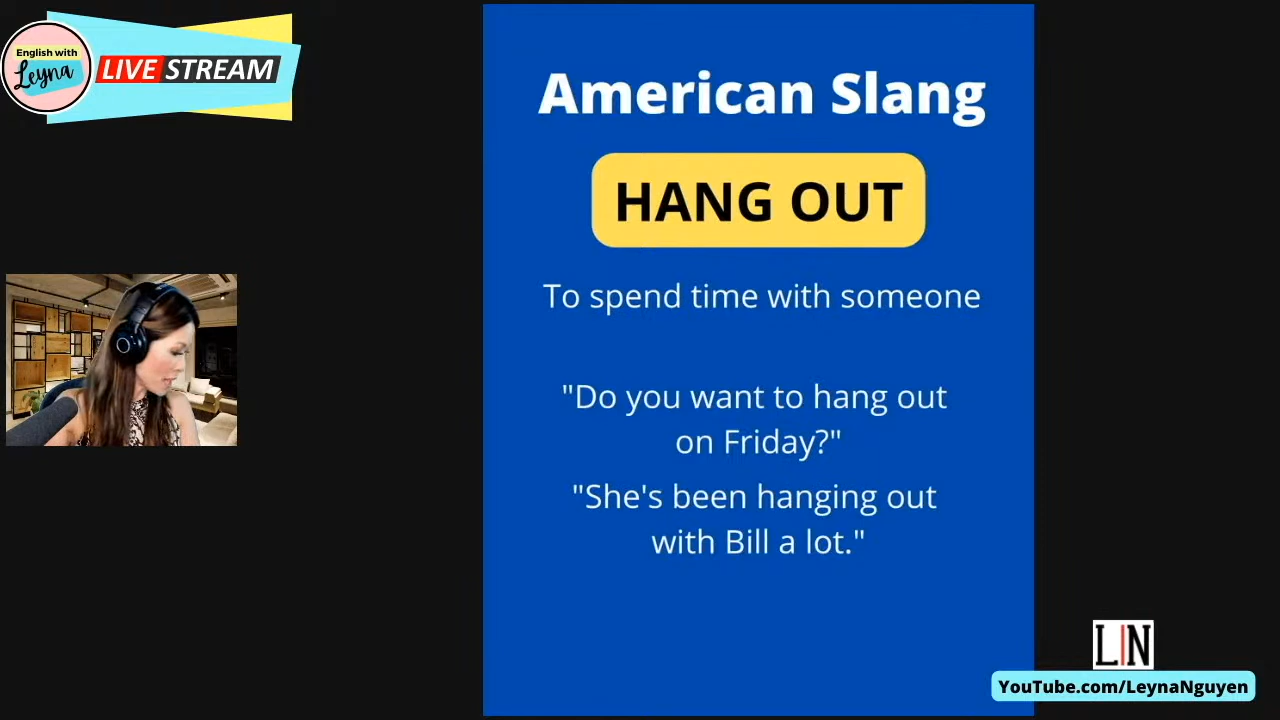 English with
Leyna
LIVE STREAM
American Slang
HANG OUT
To spend time with someone
"Do you want to hang out
on Friday?"
"She's been hanging out
with Bill a lot."
LIN
YouTube.com/LeynaNguyen